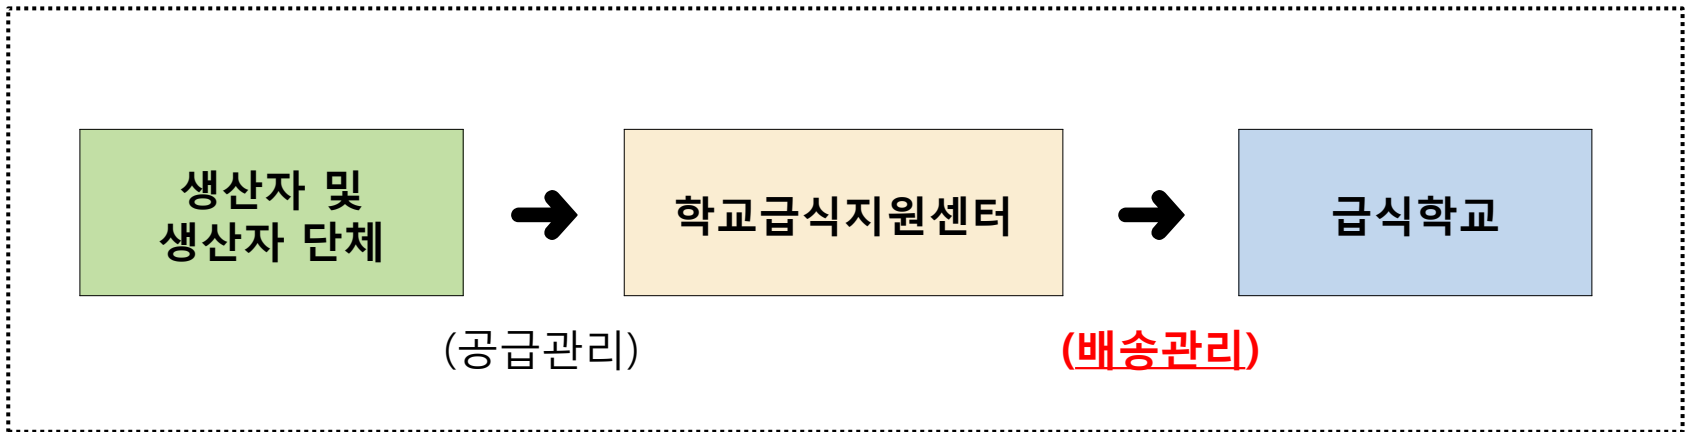 생산자 및
생산자 단체
학교급식지원센터
급식학교
(공급관리)
(배송관리)